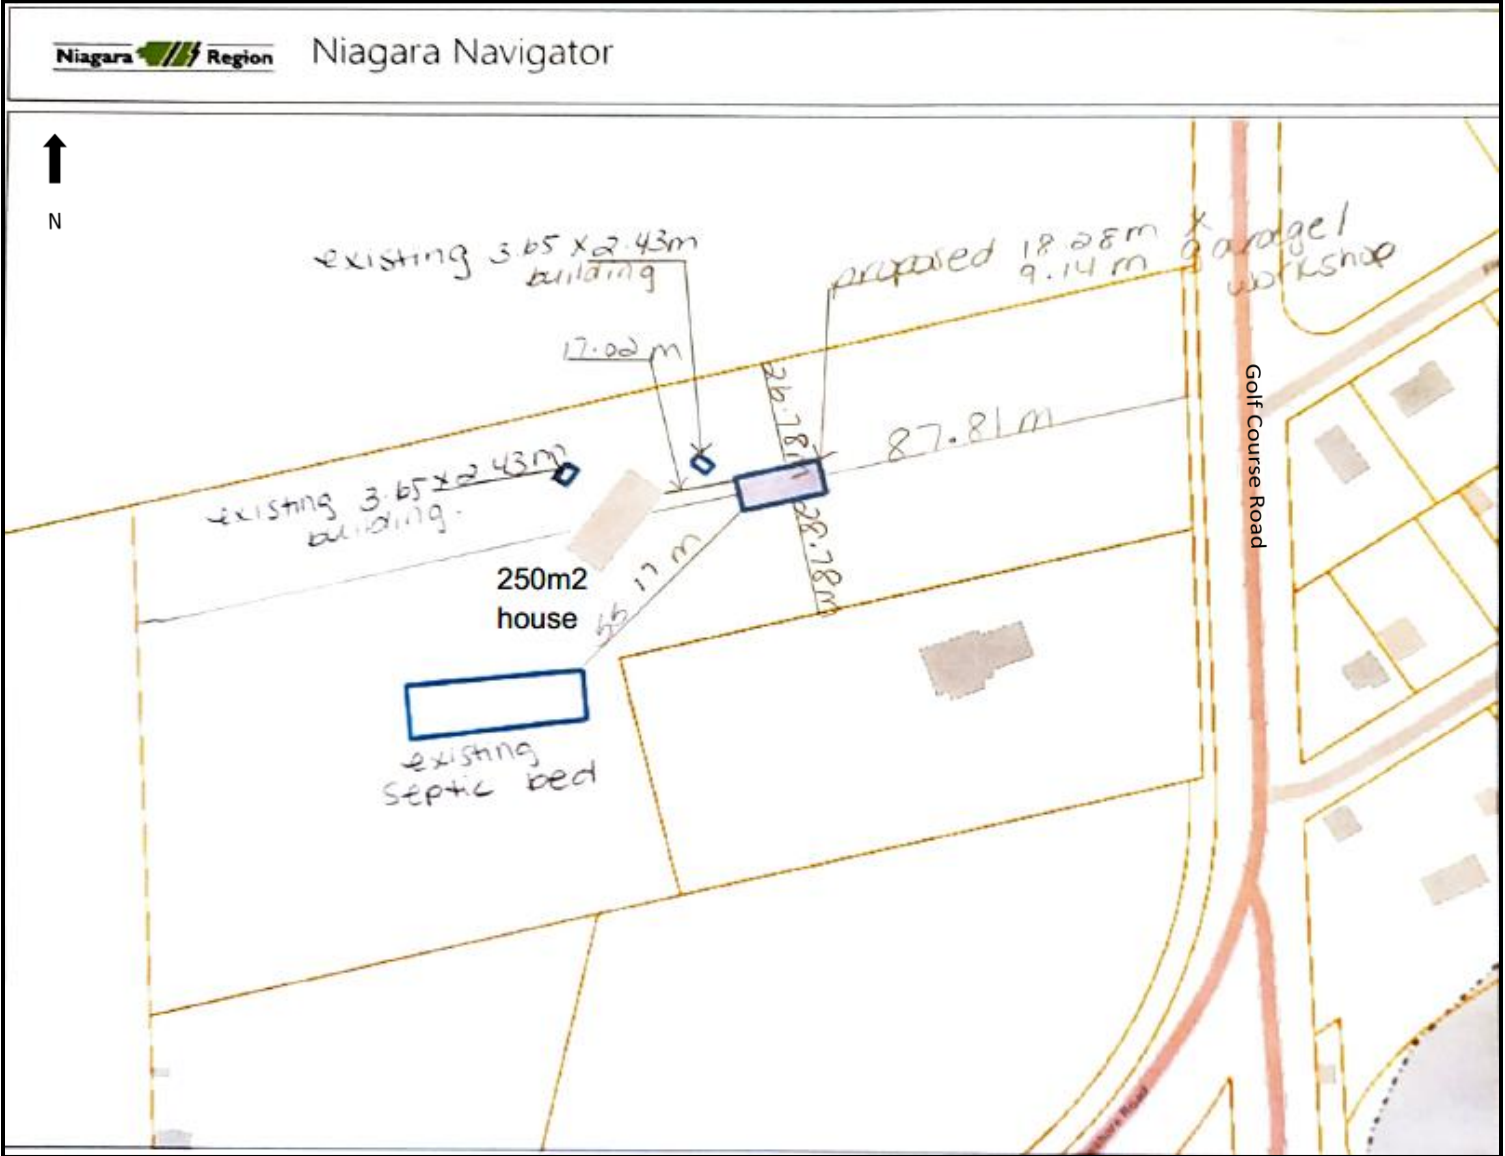 Niagara Region
Niagara Navigator
N
existing 3.65 x 2.43m
building
proposed 18.28m x
9.14 m garage/
workshop
17.02 m
26.78m
87.81 m
Golf Course Road
existing 3.65 x 2.43m
building.
28.78m
17 m
250m2
house
existing
septic bed
Road